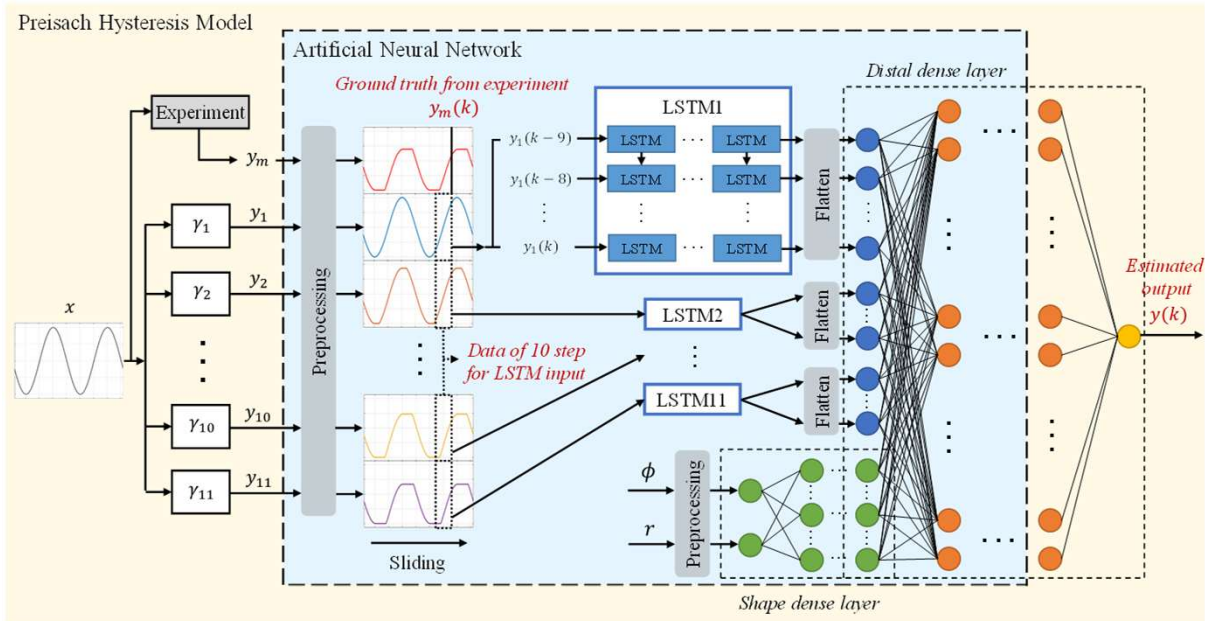 Preisach Hysteresis Model
Artificial Neural Network
Distal dense layer
Ground truth from experiment
y_m(k)
Experiment
LSTM1
y_1(k − 9)
LSTM
···
LSTM
y_m
y_1(k − 8)
LSTM
···
LSTM
Flatten
y_1(k)
LSTM
···
LSTM
γ_1
y_1
γ_2
y_2
Preprocessing
x
Estimated
output
y(k)
LSTM2
Flatten
Data of 10 step
for LSTM input
LSTM11
Flatten
γ_10
y_10
γ_11
y_11
ϕ
r
Preprocessing
Sliding
Shape dense layer